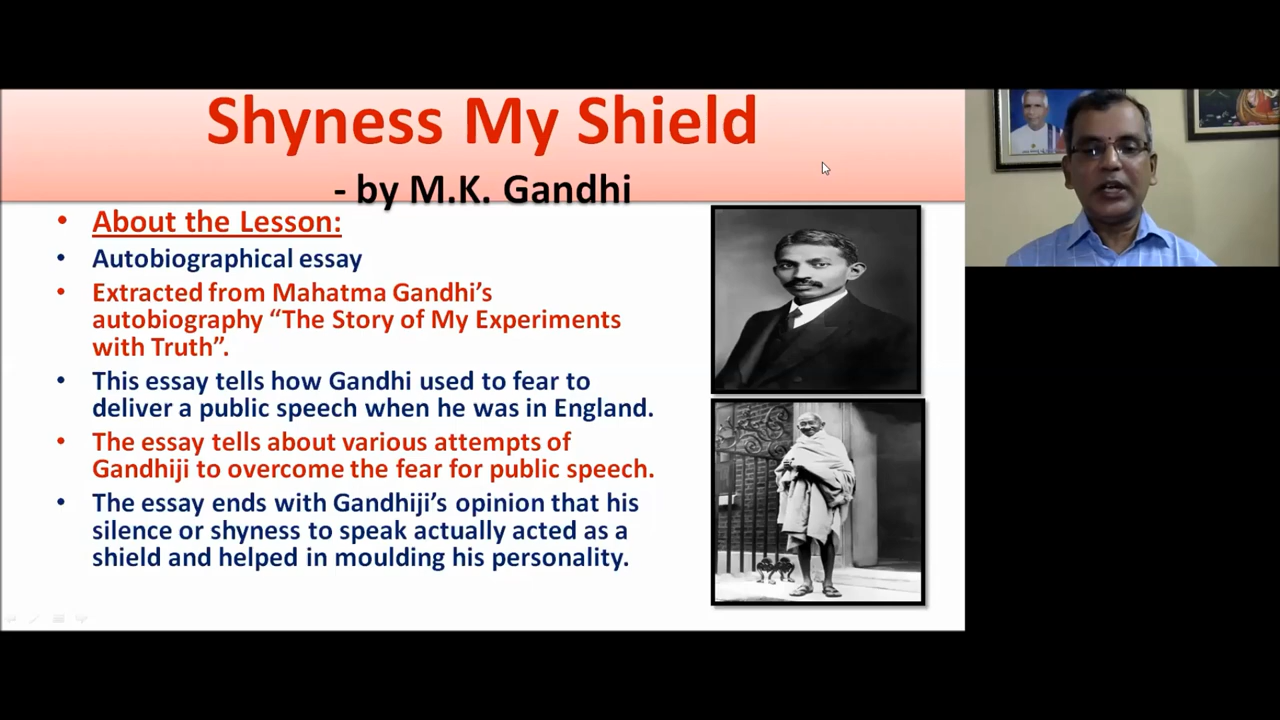 Shyness My Shield
- by M.K. Gandhi
• About the Lesson:
• Autobiographical essay
• Extracted from Mahatma Gandhi’s
autobiography “The Story of My Experiments
with Truth”.
• This essay tells how Gandhi used to fear to
deliver a public speech when he was in England.
• The essay tells about various attempts of
Gandhiji to overcome the fear for public speech.
• The essay ends with Gandhiji’s opinion that his
silence or shyness to speak actually acted as a
shield and helped in moulding his personality.